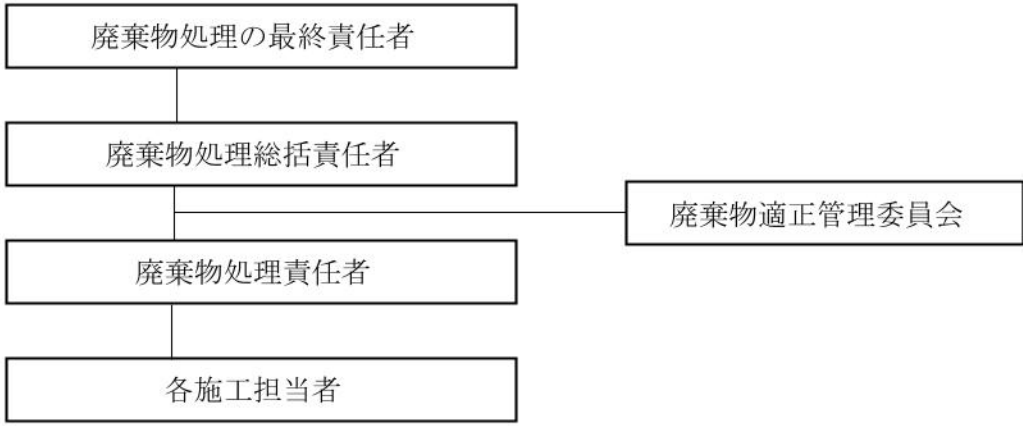 廃棄物処理の最終責任者
廃棄物処理総括責任者
廃棄物適正管理委員会
廃棄物処理責任者
各施工担当者